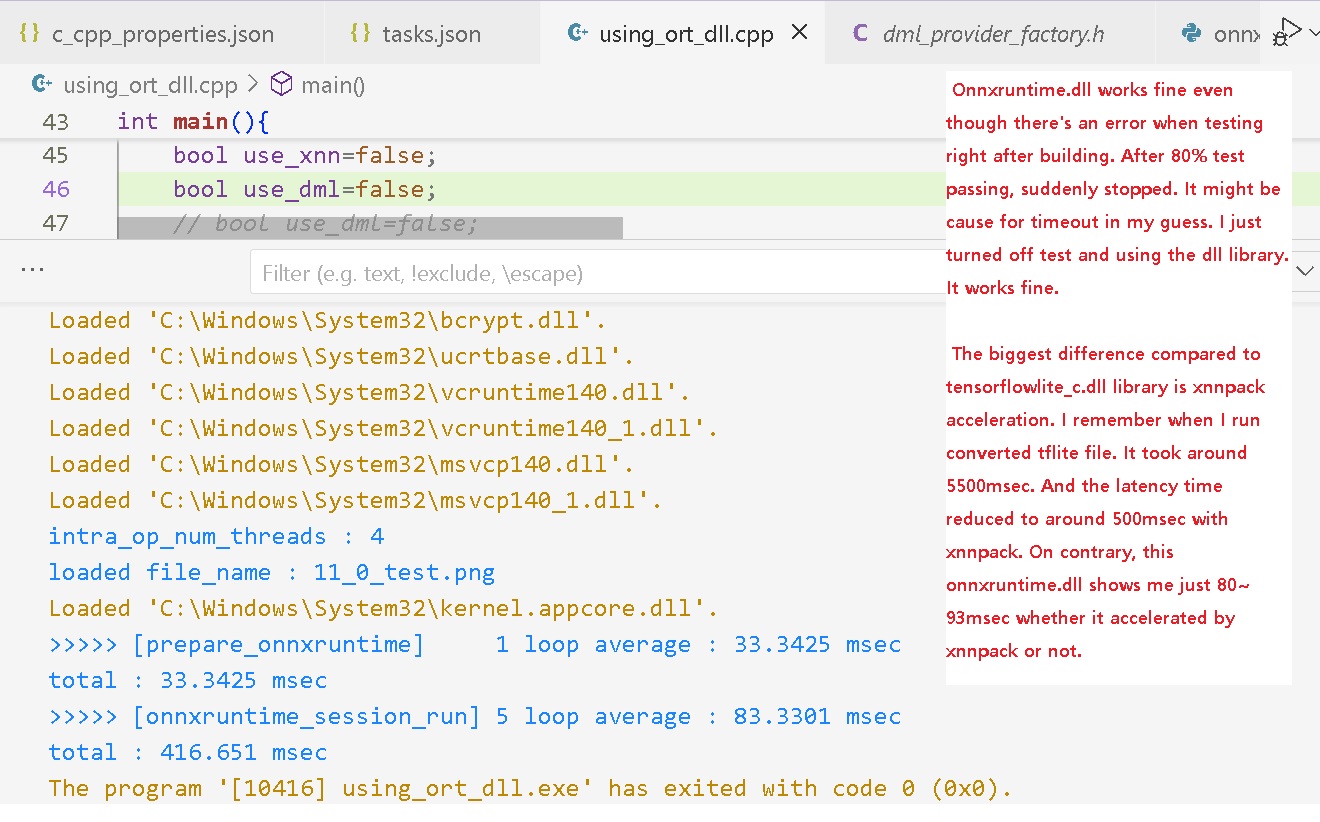 c_cpp_properties.json
tasks.json
using_ort_dll.cpp
dml_provider_factory.h
onnx
using_ort_dll.cpp > main()
43 int main(){
45 bool use_xnn=false;
46 bool use_dml=false;
47 // bool use_dml=false;
...
Filter (e.g. text, !exclude, \escape)
Loaded 'C:\Windows\System32\bcrypt.dll'.
Loaded 'C:\Windows\System32\ucrtbase.dll'.
Loaded 'C:\Windows\System32\vcruntime140.dll'.
Loaded 'C:\Windows\System32\vcruntime140_1.dll'.
Loaded 'C:\Windows\System32\msvcp140.dll'.
Loaded 'C:\Windows\System32\msvcp140_1.dll'.
intra_op_num_threads : 4
loaded file_name : 11_0_test.png
Loaded 'C:\Windows\System32\kernel.appcore.dll'.
>>>>> [prepare_onnxruntime] 1 loop average : 33.3425 msec
total : 33.3425 msec
>>>>> [onnxruntime_session_run] 5 loop average : 83.3301 msec
total : 416.651 msec
The program '[10416] using_ort_dll.exe' has exited with code 0 (0x0).
Onnxruntime.dll works fine even
though there's an error when testing
right after building. After 80% test
passing, suddenly stopped. It might be
cause for timeout in my guess. I just
turned off test and using the dll library.
It works fine.
The biggest difference compared to
tensorflowlite_c.dll library is xnnpack
acceleration. I remember when I run
converted tflite file. It took around
5500msec. And the latency time
reduced to around 500msec with
xnnpack. On contrary, this
onnxruntime.dll shows me just 80~
93msec whether it accelerated by
xnnpack or not.